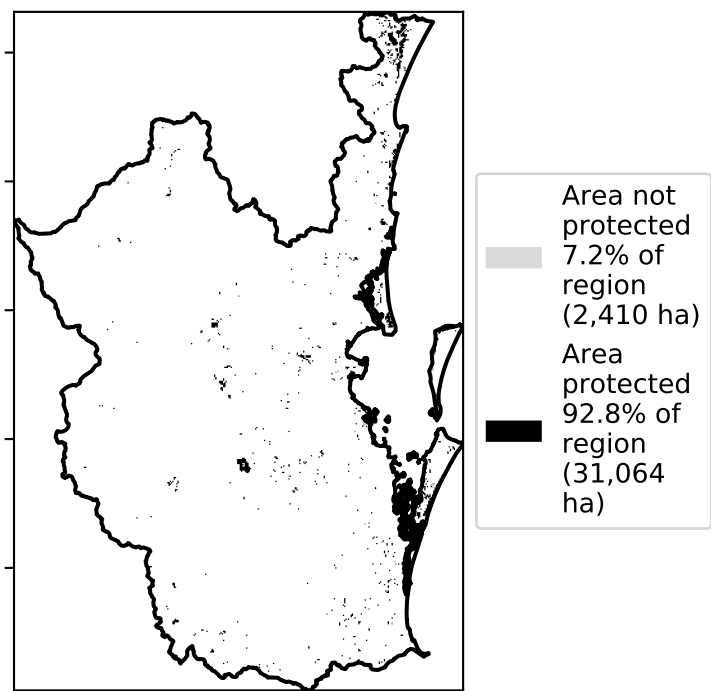 Area not
protected
7.2% of
region
(2,410 ha)
Area
protected
92.8% of
region
(31,064
ha)